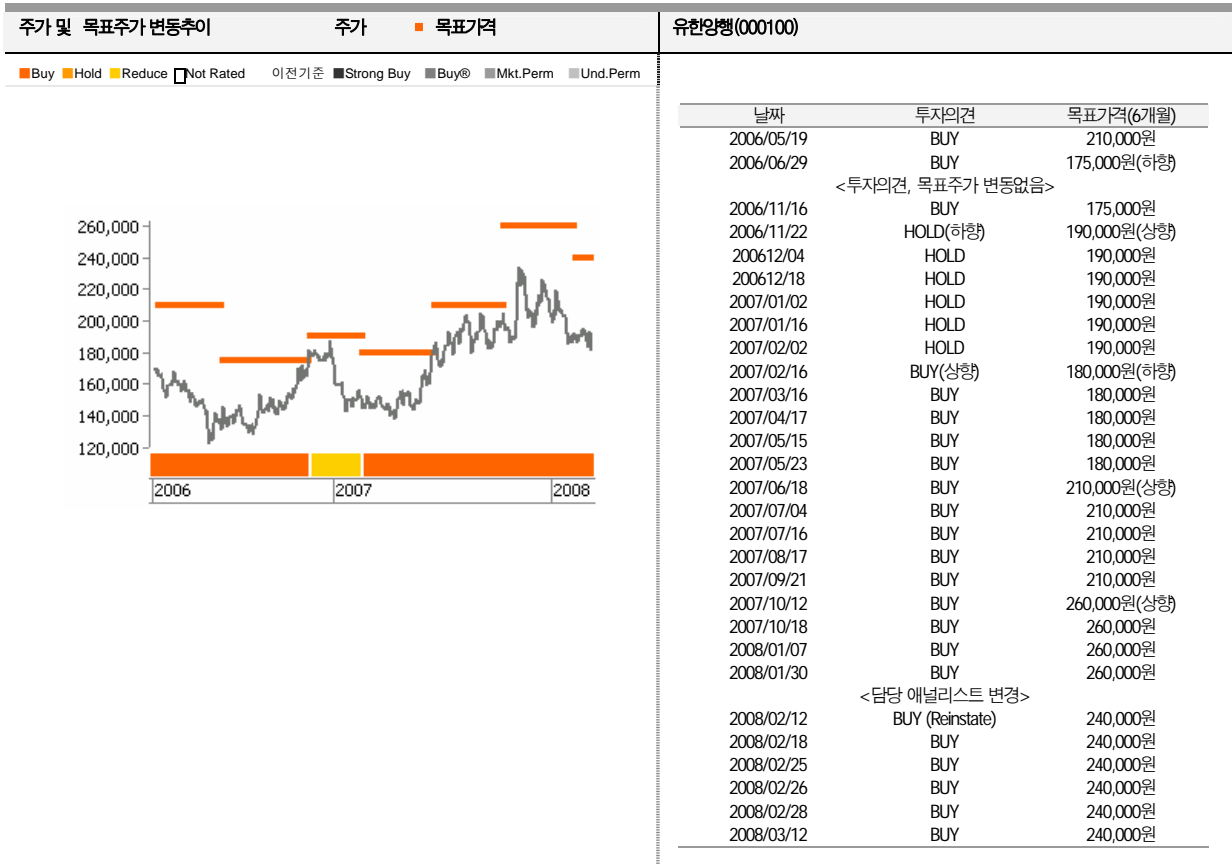 주가 및 목표주가 변동추이 주가 ■ 목표가격
■Buy ■Hold ■Reduce □Not Rated 이전기준 ■Strong Buy ■Buy® ■Mkt.Perm ■Und.Perm
260,000
240,000
220,000
200,000
180,000
160,000
140,000
120,000
2006 2007 2008
유한양행(000100)
날짜 투자의견 목표가격(6개월)
2006/05/19 BUY 210,000원
2006/06/29 BUY 175,000원(하향)
<투자의견, 목표주가 변동없음>
2006/11/16 BUY 175,000원
2006/11/22 HOLD(하향) 190,000원(상향)
200612/04 HOLD 190,000원
200612/18 HOLD 190,000원
2007/01/02 HOLD 190,000원
2007/01/16 HOLD 190,000원
2007/02/02 HOLD 190,000원
2007/02/16 BUY(상향) 180,000원(하향)
2007/03/16 BUY 180,000원
2007/04/17 BUY 180,000원
2007/05/15 BUY 180,000원
2007/05/23 BUY 180,000원
2007/06/18 BUY 210,000원(상향)
2007/07/04 BUY 210,000원
2007/07/16 BUY 210,000원
2007/08/17 BUY 210,000원
2007/09/21 BUY 210,000원
2007/10/12 BUY 260,000원(상향)
2007/10/18 BUY 260,000원
2008/01/07 BUY 260,000원
2008/01/30 BUY 260,000원
<담당 애널리스트 변경>
2008/02/12 BUY (Reinstate) 240,000원
2008/02/18 BUY 240,000원
2008/02/25 BUY 240,000원
2008/02/26 BUY 240,000원
2008/02/28 BUY 240,000원
2008/03/12 BUY 240,000원